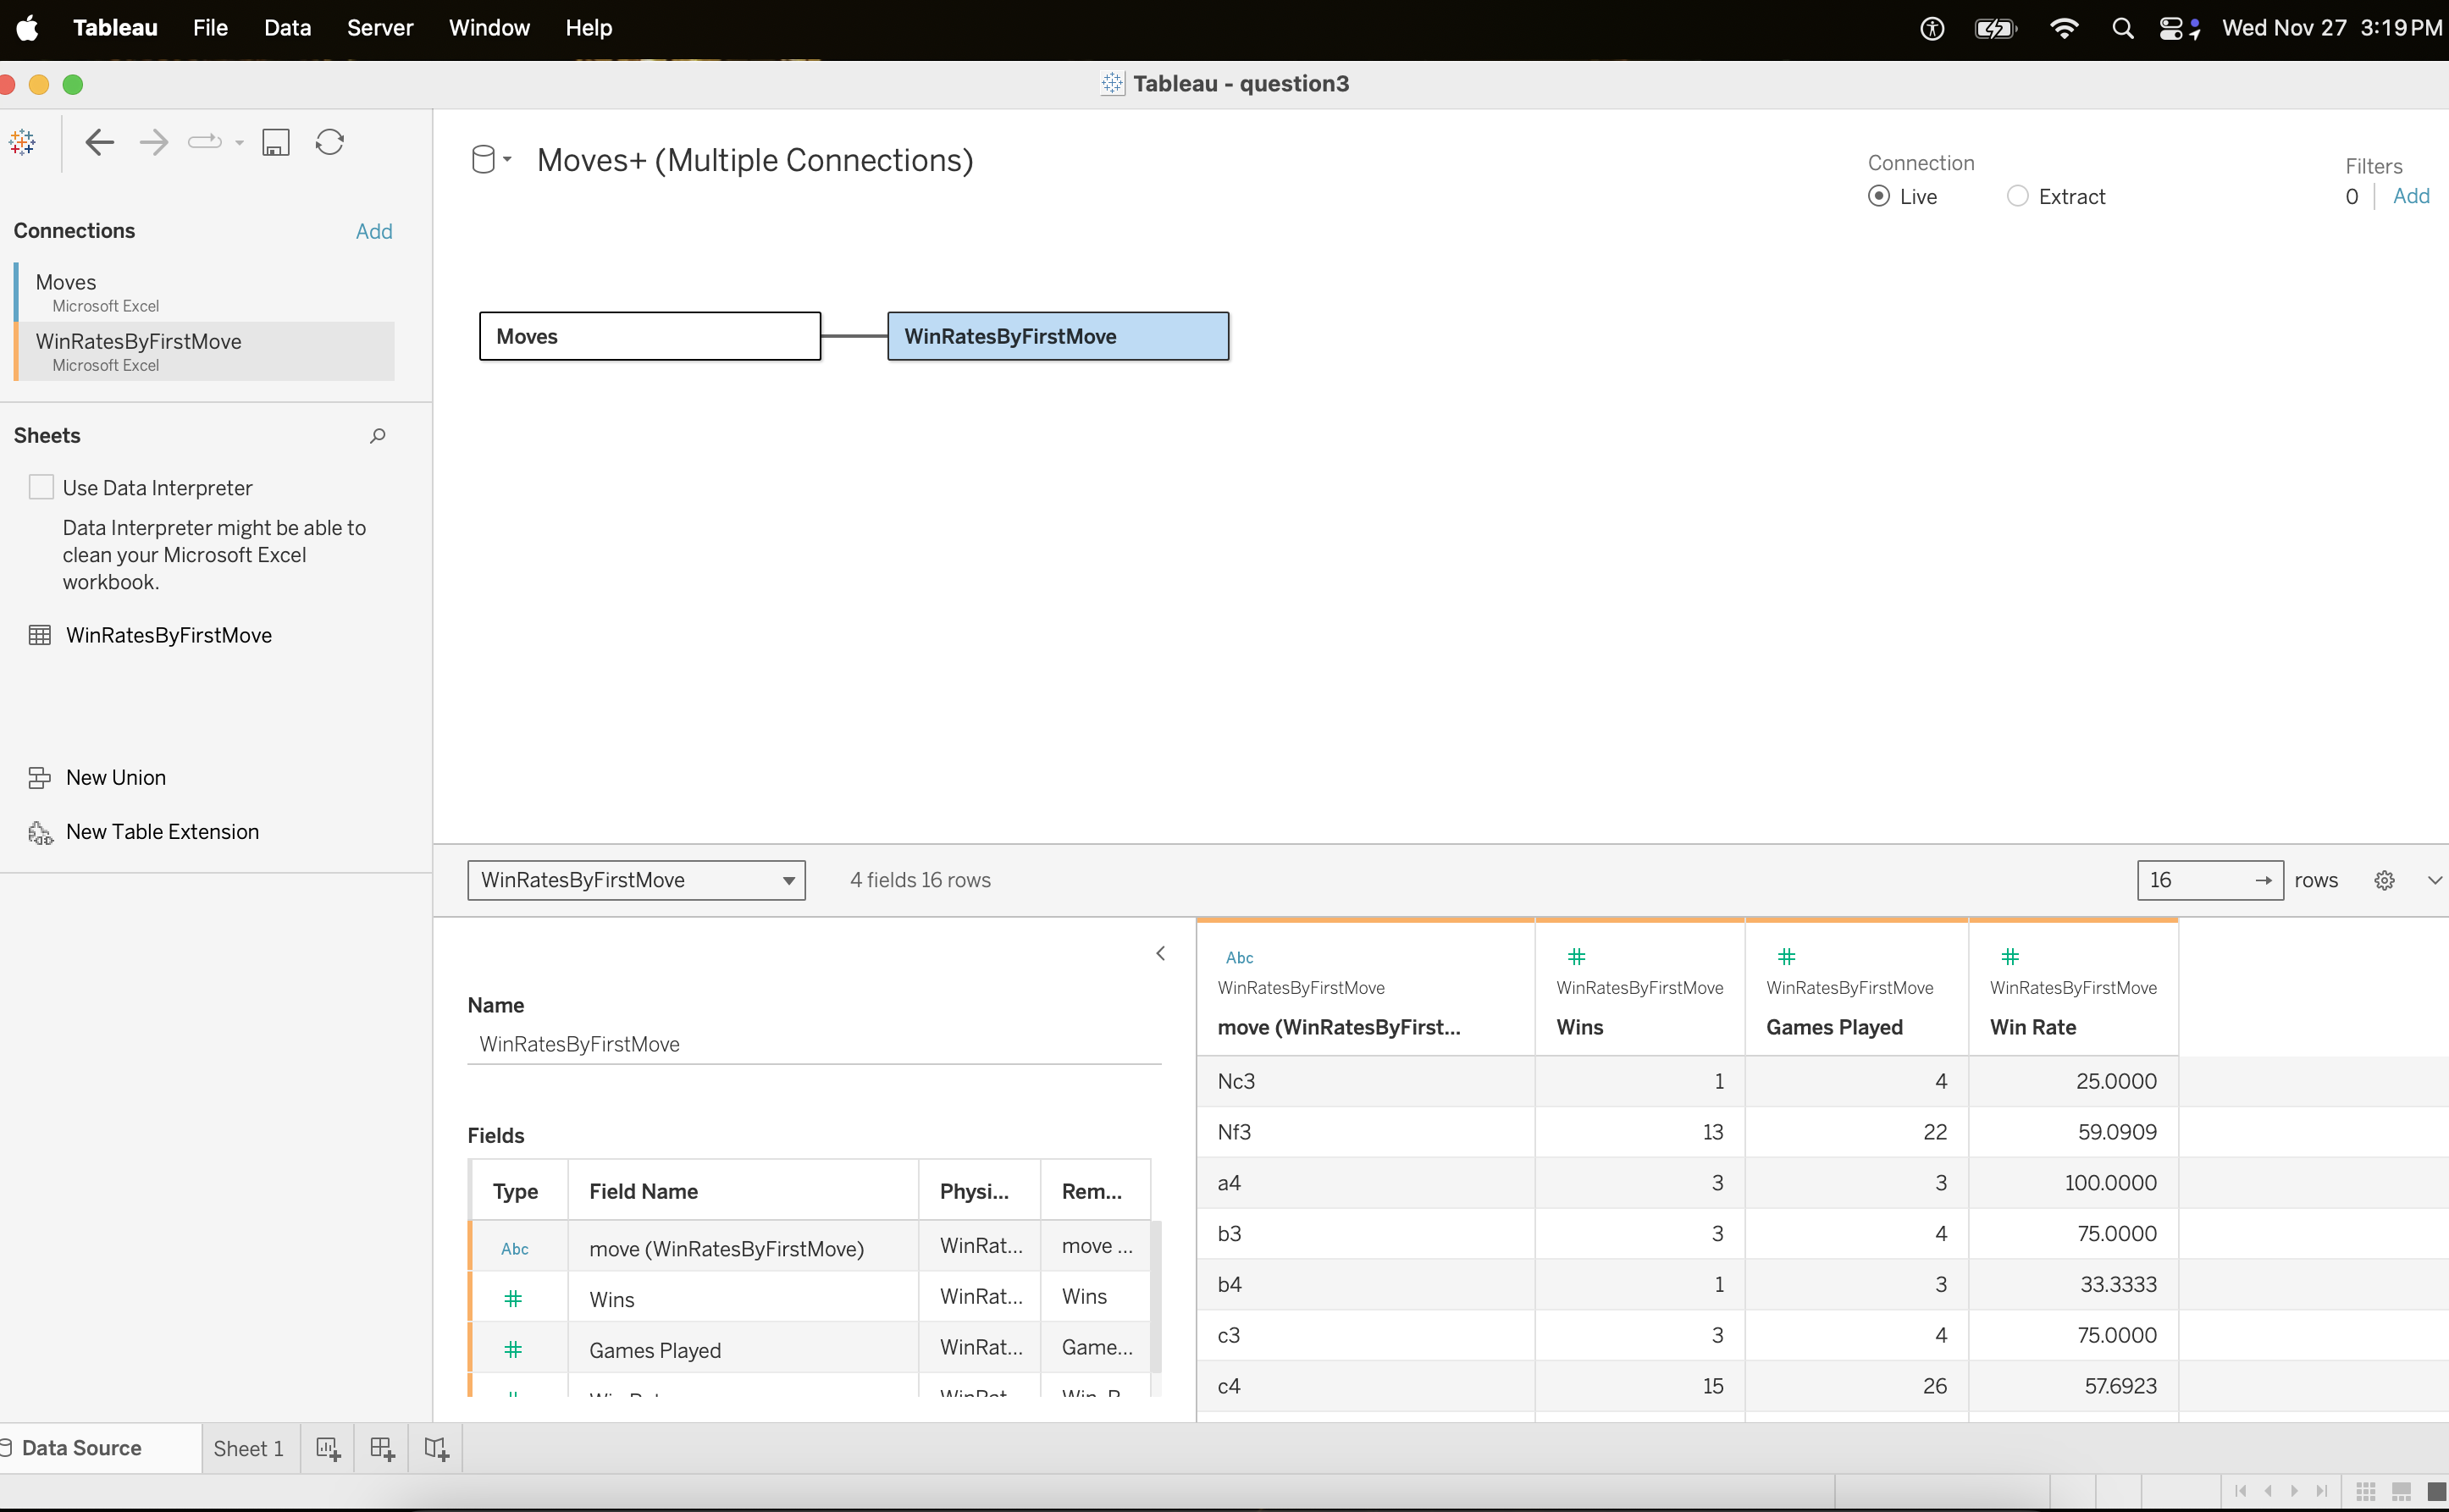 Tableau File Data Server Window Help Wed Nov 27 3:19 PM
Tableau - question3
Moves+ (Multiple Connections)
Connection
Live Extract
Filters
0 Add
Connections Add
Moves
Microsoft Excel
WinRatesByFirstMove
Microsoft Excel
Sheets
Use Data Interpreter
Data Interpreter might be able to
clean your Microsoft Excel
workbook.
WinRatesByFirstMove
New Union
New Table Extension
Moves WinRatesByFirstMove
WinRatesByFirstMove 4 fields 16 rows 16 rows
Name
WinRatesByFirstMove
Fields
Type Field Name Physi... Rem...
Abc move (WinRatesByFirstMove) WinRat... move ...
# Wins WinRat... Wins
# Games Played WinRat... Game...
Abc # # #
WinRatesByFirstMove WinRatesByFirstMove WinRatesByFirstMove WinRatesByFirstMove
move (WinRatesByFirst... Wins Games Played Win Rate
Nc3 1 4 25.0000
Nf3 13 22 59.0909
a4 3 3 100.0000
b3 3 4 75.0000
b4 1 3 33.3333
c3 3 4 75.0000
c4 15 26 57.6923
Data Source Sheet 1